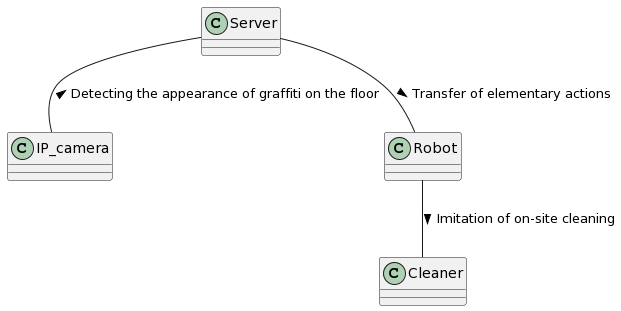 C Server
Detecting the appearance of graffiti on the floor
Transfer of elementary actions
C IP_camera
C Robot
Imitation of on-site cleaning
C Cleaner